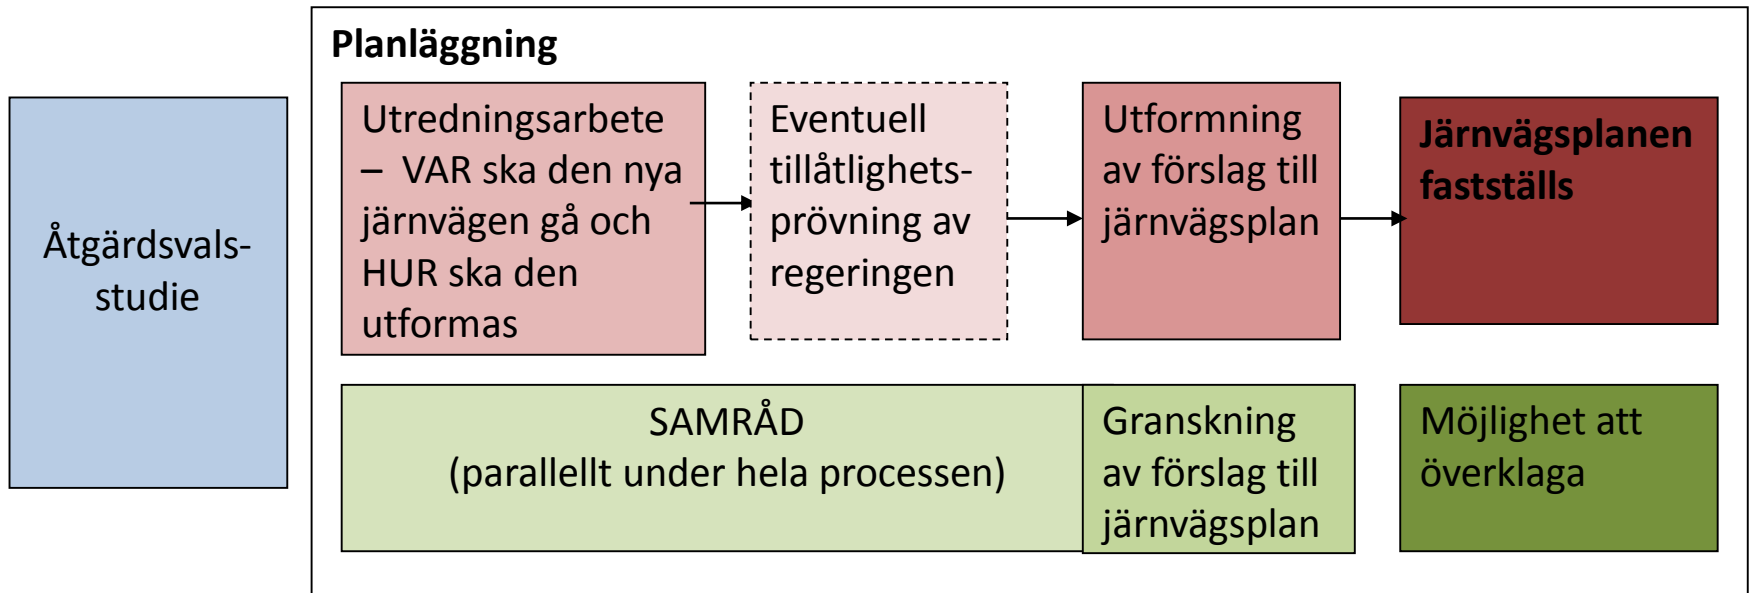 Planläggning
Åtgärdsvals-
studie
Utredningsarbete
– VAR ska den nya
järnvägen gå och
HUR ska den
utformas
Eventuell
tillåtlighets-
prövning av
regeringen
Utformning
av förslag till
järnvägsplan
Järnvägsplanen
fastställs
SAMRÅD
(parallellt under hela processen)
Granskning
av förslag till
järnvägsplan
Möjlighet att
överklaga